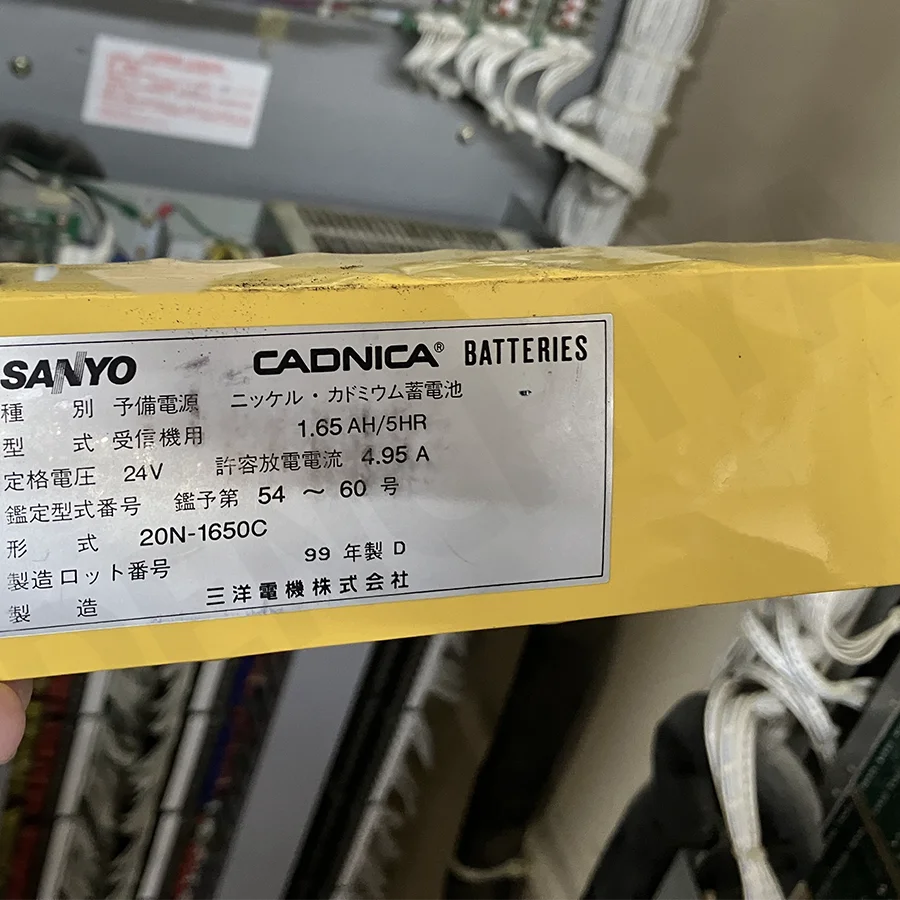 SANYO CADNICA® BATTERIES
種 別 予備電源 ニッケル・カドミウム蓄電池
型 式 受信機用 1.65 AH/5HR
定格電圧 24V 許容放電電流 4.95 A
鑑定型式番号 鑑予第 54 ～ 60 号
形 式 20N-1650C
製造ロット番号 99 年製 D
製 造 三洋電機株式会社